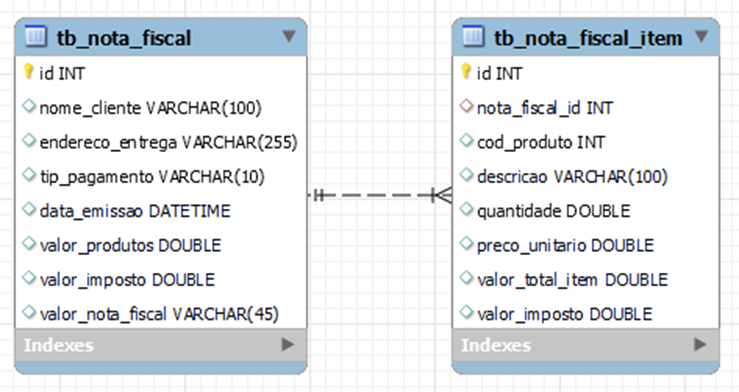 tb_nota_fiscal
id INT
nome_cliente VARCHAR(100)
endereco_entrega VARCHAR(255)
tip_pagamento VARCHAR(10)
data_emissao DATETIME
valor_produtos DOUBLE
valor_imposto DOUBLE
valor_nota_fiscal VARCHAR(45)
Indexes
tb_nota_fiscal_item
id INT
nota_fiscal_id INT
cod_produto INT
descricao VARCHAR(100)
quantidade DOUBLE
preco_unitario DOUBLE
valor_total_item DOUBLE
valor_imposto DOUBLE
Indexes